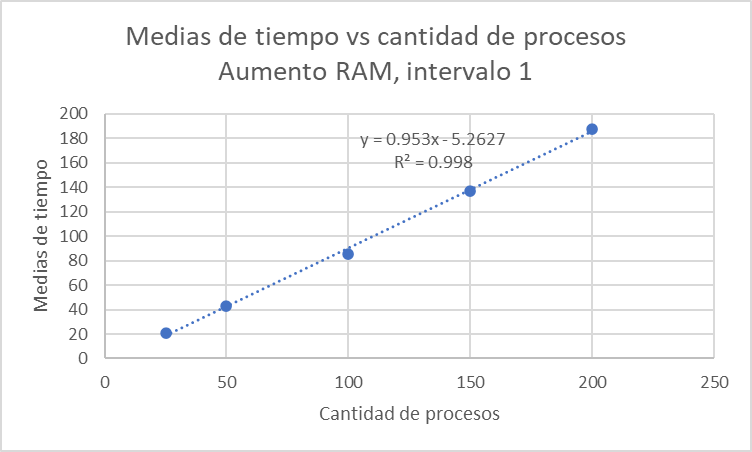 Medias de tiempo vs cantidad de procesos
Aumento RAM, intervalo 1
Medias de tiempo
200
180
160
140
120
100
80
60
40
20
0
y = 0.953x - 5.2627
R² = 0.998
0
50
100
150
200
250
Cantidad de procesos